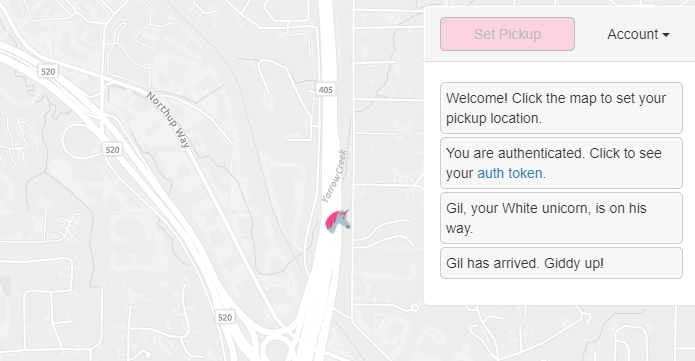 520
405
Northup Way
520
Yarrow Creek
520
Set Pickup
Account
Welcome! Click the map to set your
pickup location.
You are authenticated. Click to see
your auth token.
Gil, your White unicorn, is on his
way.
Gil has arrived. Giddy up!